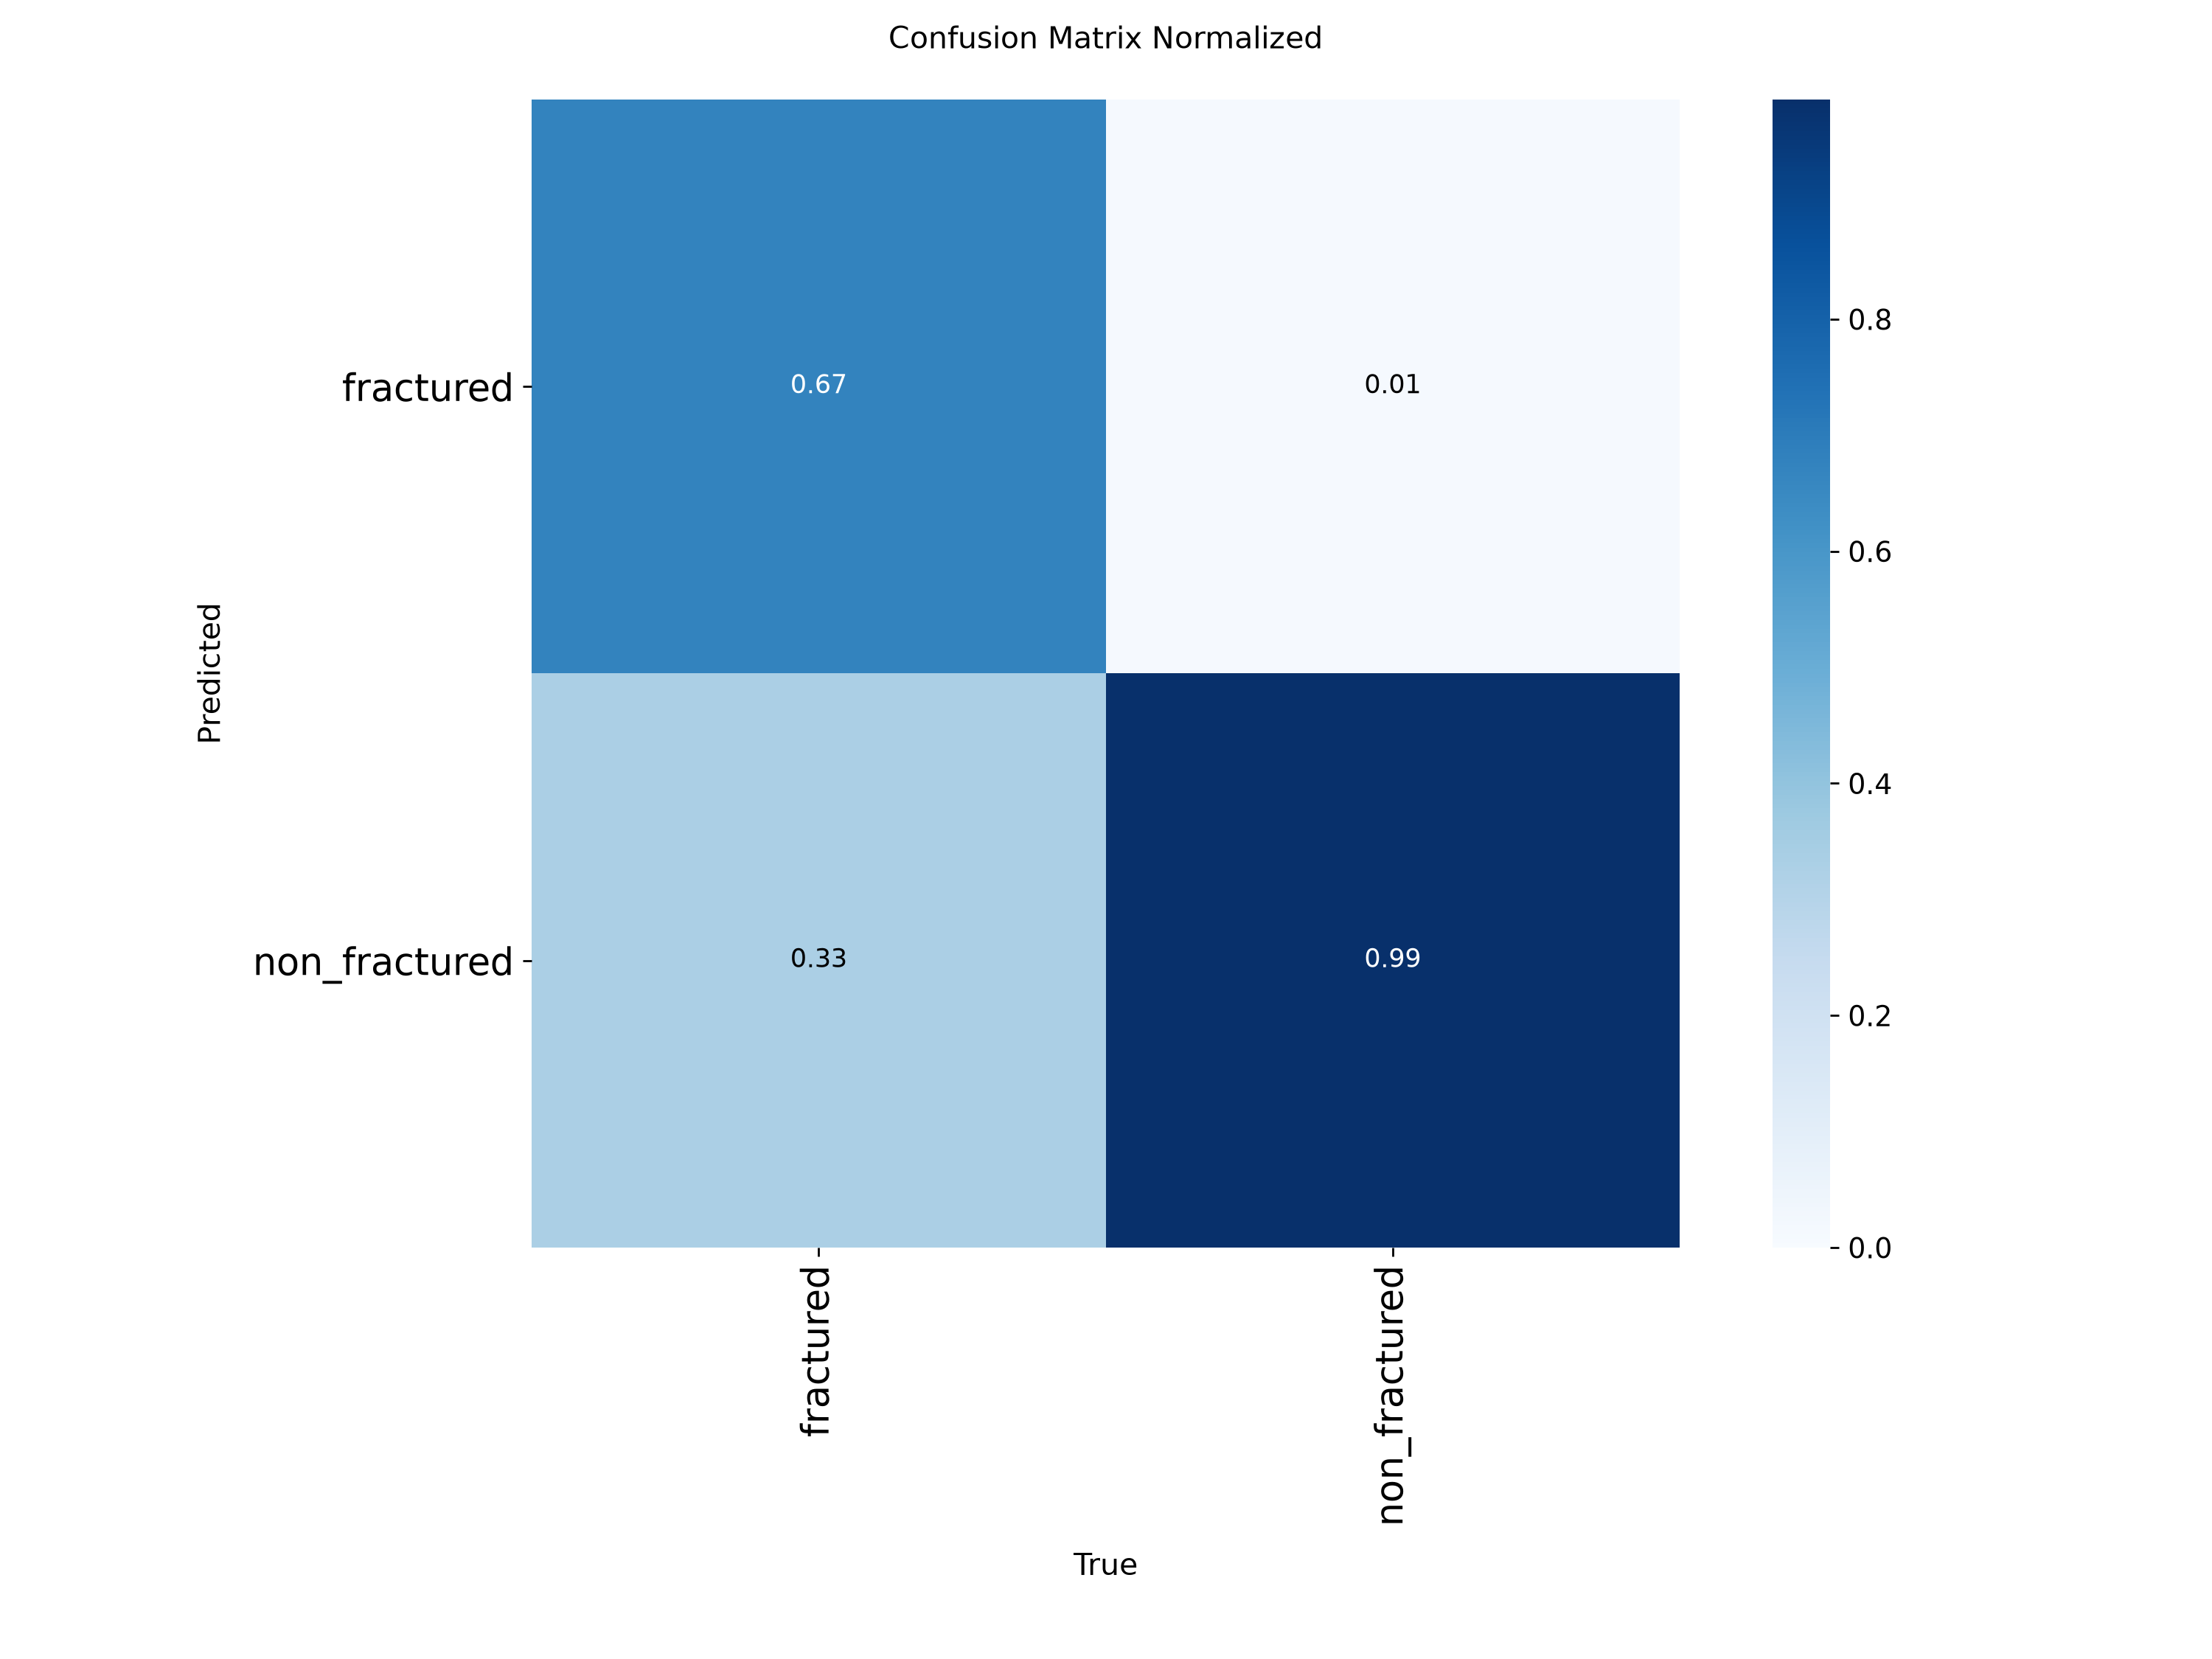 Confusion Matrix Normalized
fractured
0.67
0.01
Predicted
non_fractured
0.33
0.99
0.8
0.6
0.4
0.2
0.0
fractured
non_fractured
True